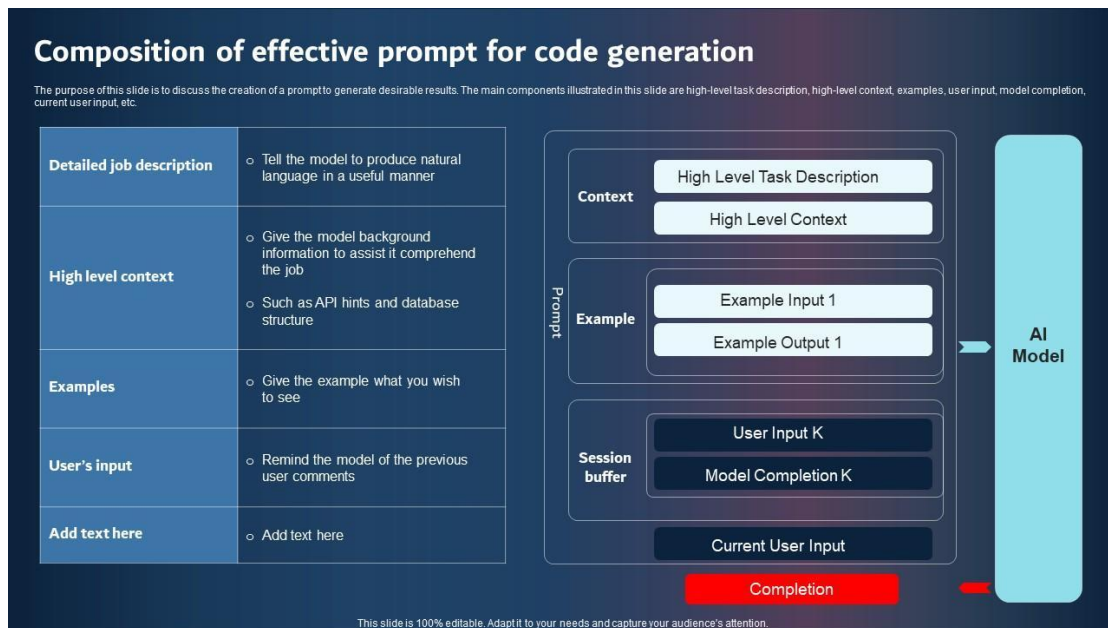 Composition of effective prompt for code generation
The purpose of this slide is to discuss the creation of a prompt to generate desirable results. The main components illustrated in this slide are high-level task description, high-level context, examples, user input, model completion,
current user input, etc.
Detailed job description
o Tell the model to produce natural
language in a useful manner
High level context
o Give the model background
information to assist it comprehend
the job
o Such as API hints and database
structure
Examples
o Give the example what you wish
to see
User's input
o Remind the model of the previous
user comments
Add text here
o Add text here
Prompt
Context
High Level Task Description
High Level Context
Example
Example Input 1
Example Output 1
Session
buffer
User Input K
Model Completion K
Current User Input
Completion
AI
Model
This slide is 100% editable. Adapt it to your needs and capture your audience's attention.